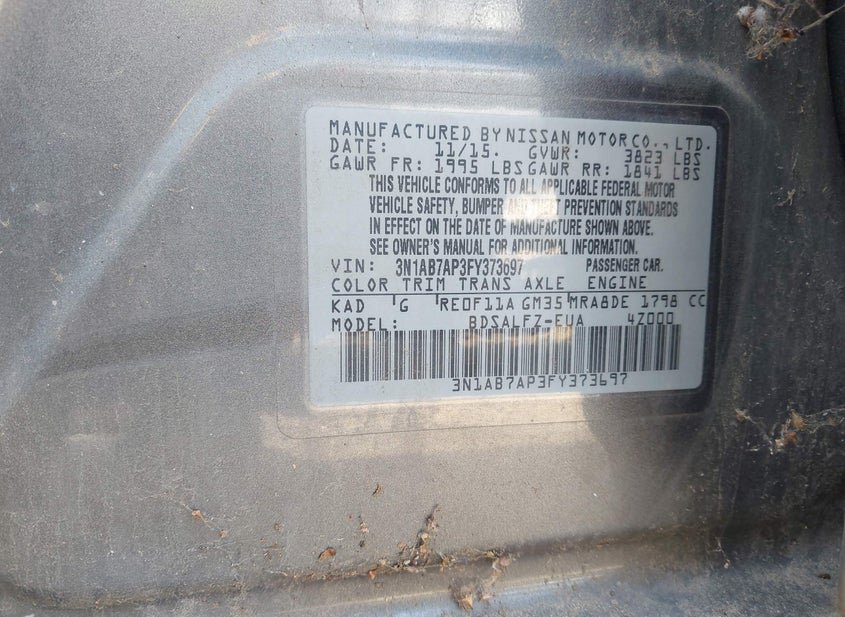 MANUFACTURED BY NISSAN MOTOR CO., LTD.
DATE: 11/15. GVWR: 3823 LBS
GAWR FR: 1995 LBS GAWR RR: 1841 LBS
THIS VEHICLE CONFORMS TO ALL APPLICABLE FEDERAL MOTOR
VEHICLE SAFETY, BUMPER AND THEFT PREVENTION STANDARDS
IN EFFECT ON THE DATE OF MANUFACTURE SHOWN ABOVE.
SEE OWNER'S MANUAL FOR ADDITIONAL INFORMATION.
VIN: 3N1AB7AP3FY373697 PASSENGER CAR.
COLOR TRIM TRANS AXLE ENGINE
KAD G RE0F11A GM35 MRA8DE 1798 CC
MODEL: BDSALFZ-EUA 4Z000
3N1AB7AP3FY373697